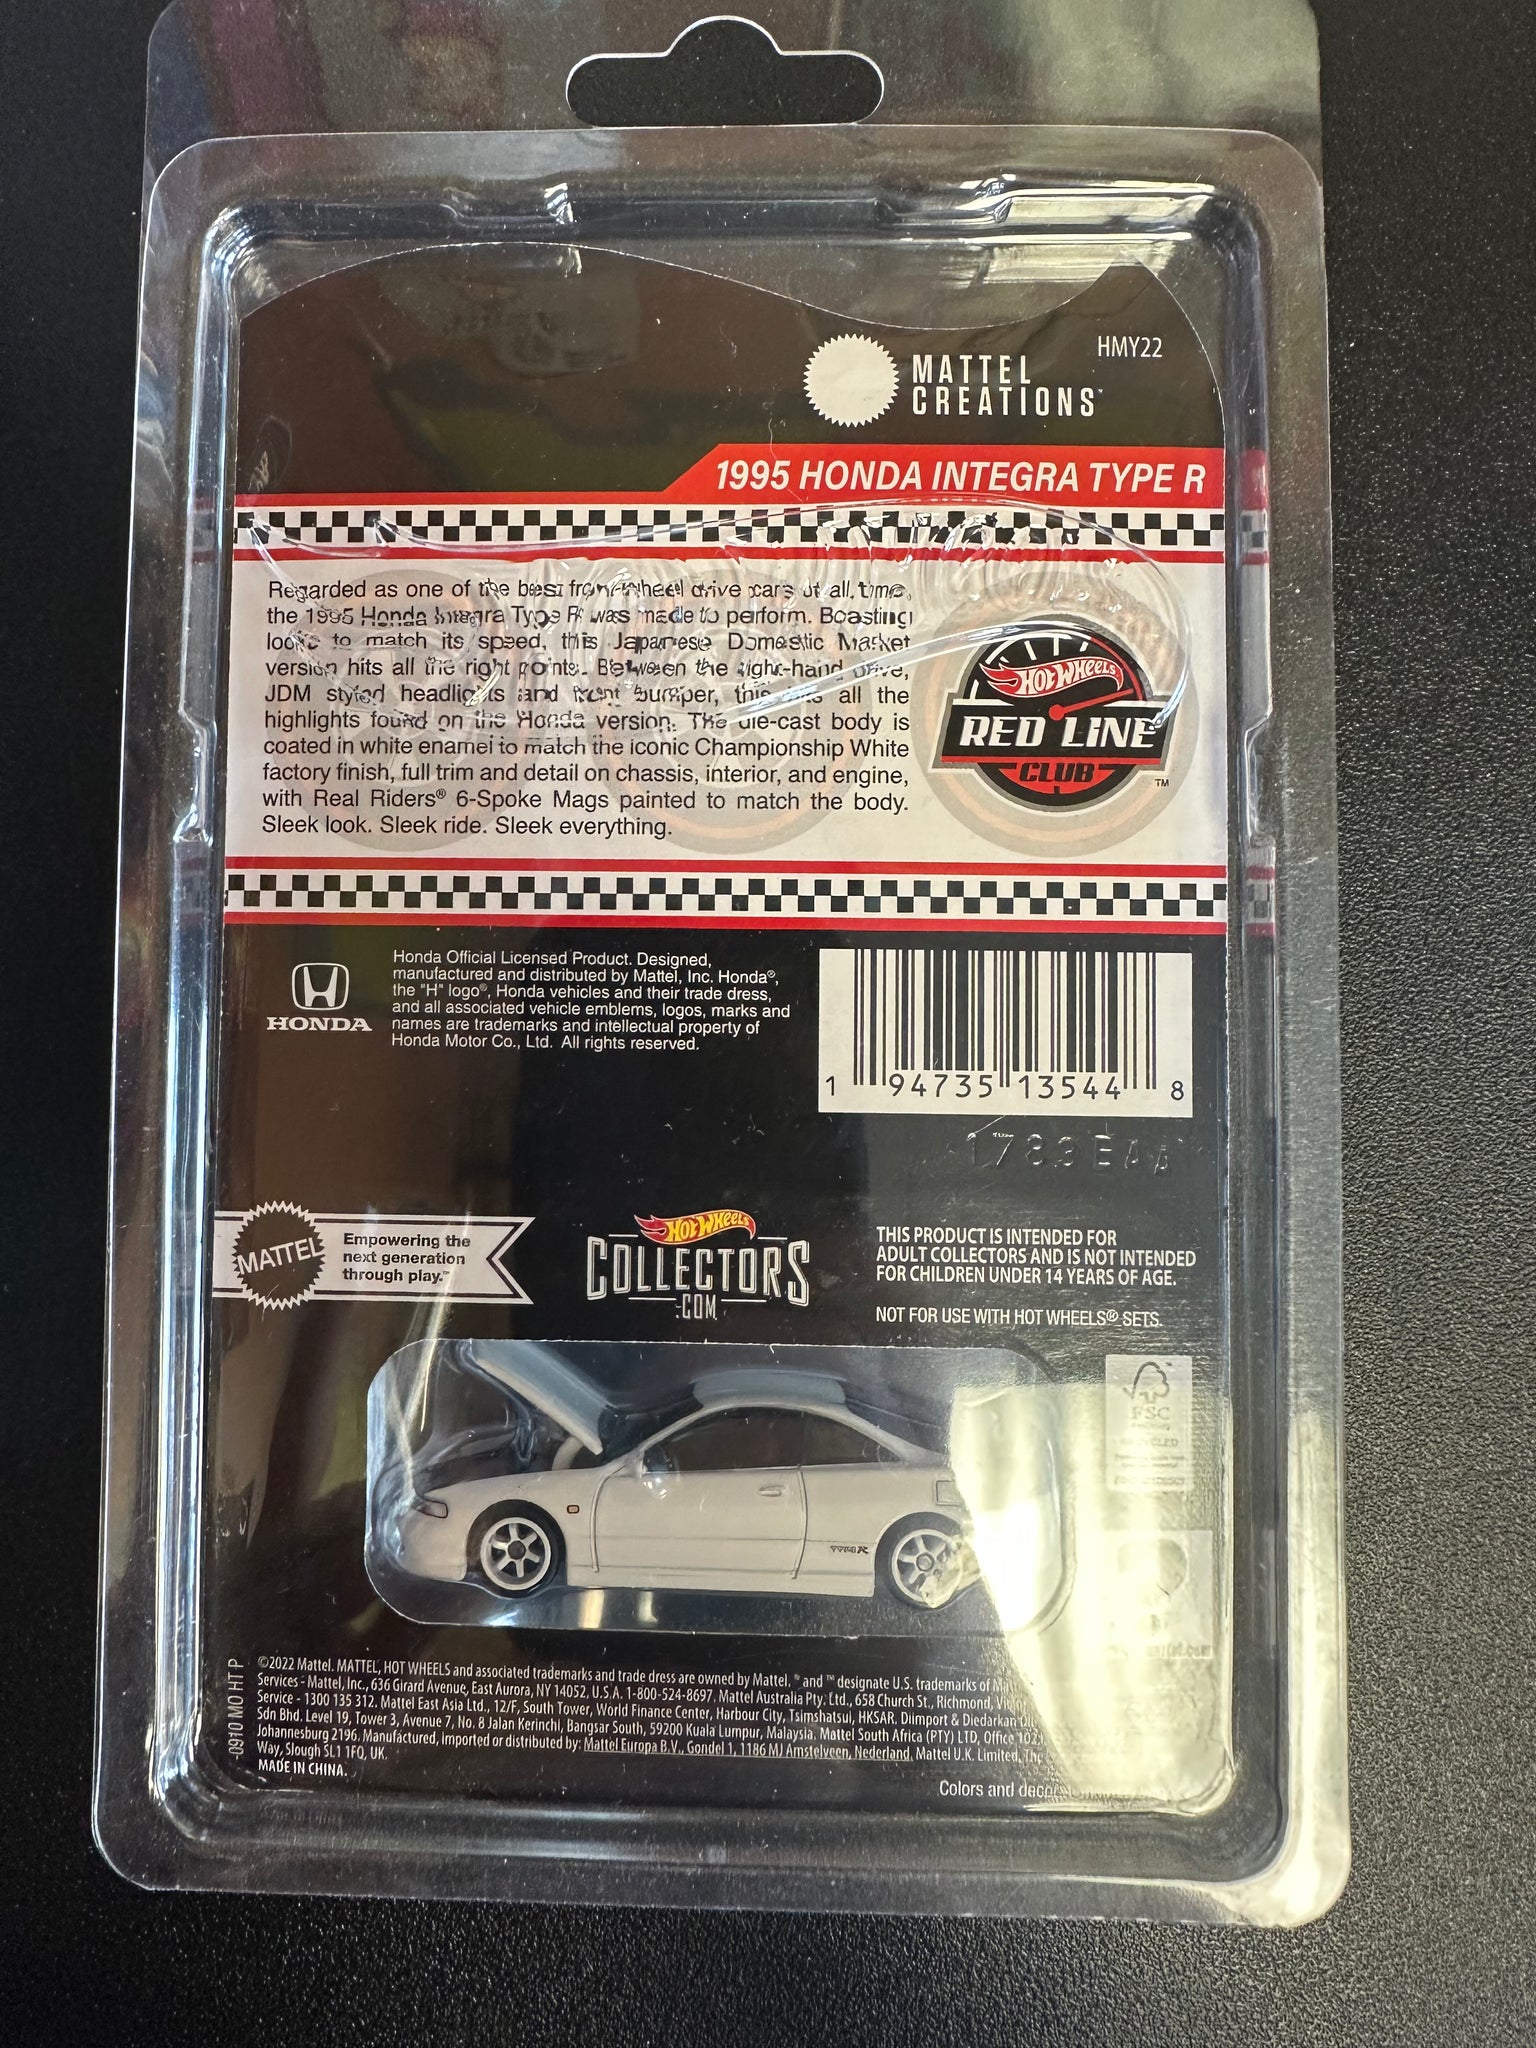 HMY22
MATTEL
CREATIONS™
1995 HONDA INTEGRA TYPE R
Regarded as one of the best front-wheel drive cars of all time,
the 1995 Honda Integra Type R was made to perform. Boasting
looks to match its speed, this Japanese Domestic Market
version hits all the right points. Between the right-hand drive,
JDM styled headlights and front bumper, this has all the
highlights found on the Honda version. The die-cast body is
coated in white enamel to match the iconic Championship White
factory finish, full trim and detail on chassis, interior, and engine,
with Real Riders® 6-Spoke Mags painted to match the body.
Sleek look. Sleek ride. Sleek everything.
HOT WHEELS
RED LINE
CLUB™
HONDA
Honda Official Licensed Product. Designed,
manufactured and distributed by Mattel, Inc. Honda®,
the "H" logo®, Honda vehicles and their trade dress,
and all associated vehicle emblems, logos, marks and
names are trademarks and intellectual property of
Honda Motor Co., Ltd. All rights reserved.
1 94735 13544 8
1783EAA
MATTEL
Empowering the
next generation
through play.™
HOT WHEELS
COLLECTORS
.COM
THIS PRODUCT IS INTENDED FOR
ADULT COLLECTORS AND IS NOT INTENDED
FOR CHILDREN UNDER 14 YEARS OF AGE.
NOT FOR USE WITH HOT WHEELS® SETS.
FSC
TYPE R
0910 MO HT P
©2022 Mattel. MATTEL, HOT WHEELS and associated trademarks and trade dress are owned by Mattel. ® and ™ designate U.S. trademarks of
Services - Mattel, Inc., 636 Girard Avenue, East Aurora, NY 14052, U.S.A. 1-800-524-8697. Mattel Australia Pty. Ltd., 658 Church St., Richmond,
Service - 1300 135 312. Mattel East Asia Ltd., 12/F, South Tower, World Finance Center, Harbour City, Tsimshatsui, HKSAR. Diimport & Diedarkan
Sdn Bhd. Level 19, Tower 3, Avenue 7, No. 8 Jalan Kerinchi, Bangsar South, 59200 Kuala Lumpur, Malaysia. Mattel South Africa (PTY) LTD, Office
Johannesburg 2196. Manufactured, imported or distributed by: Mattel Europa B.V., Gondel 1, 1186 MJ Amstelveen, Nederland. Mattel U.K. Limited,
Way, Slough SL1 1FQ, UK.
MADE IN CHINA.
Colors and